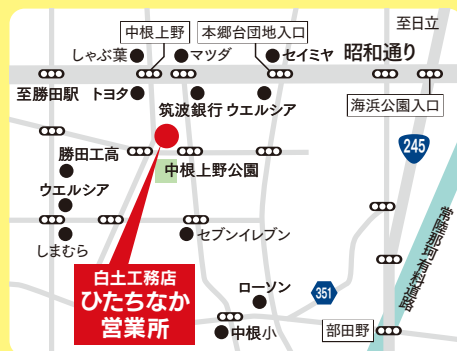 至日立
中根上野
本郷台団地入口
しゃぶ葉
マツダ
セイミヤ
昭和通り
至勝田駅
トヨタ
筑波銀行
ウエルシア
海浜公園入口
245
勝田工高
中根上野公園
ウエルシア
しまむら
セブンイレブン
常陸那珂有料道路
白土工務店
ひたちなか
営業所
ローソン
351
中根小
部田野